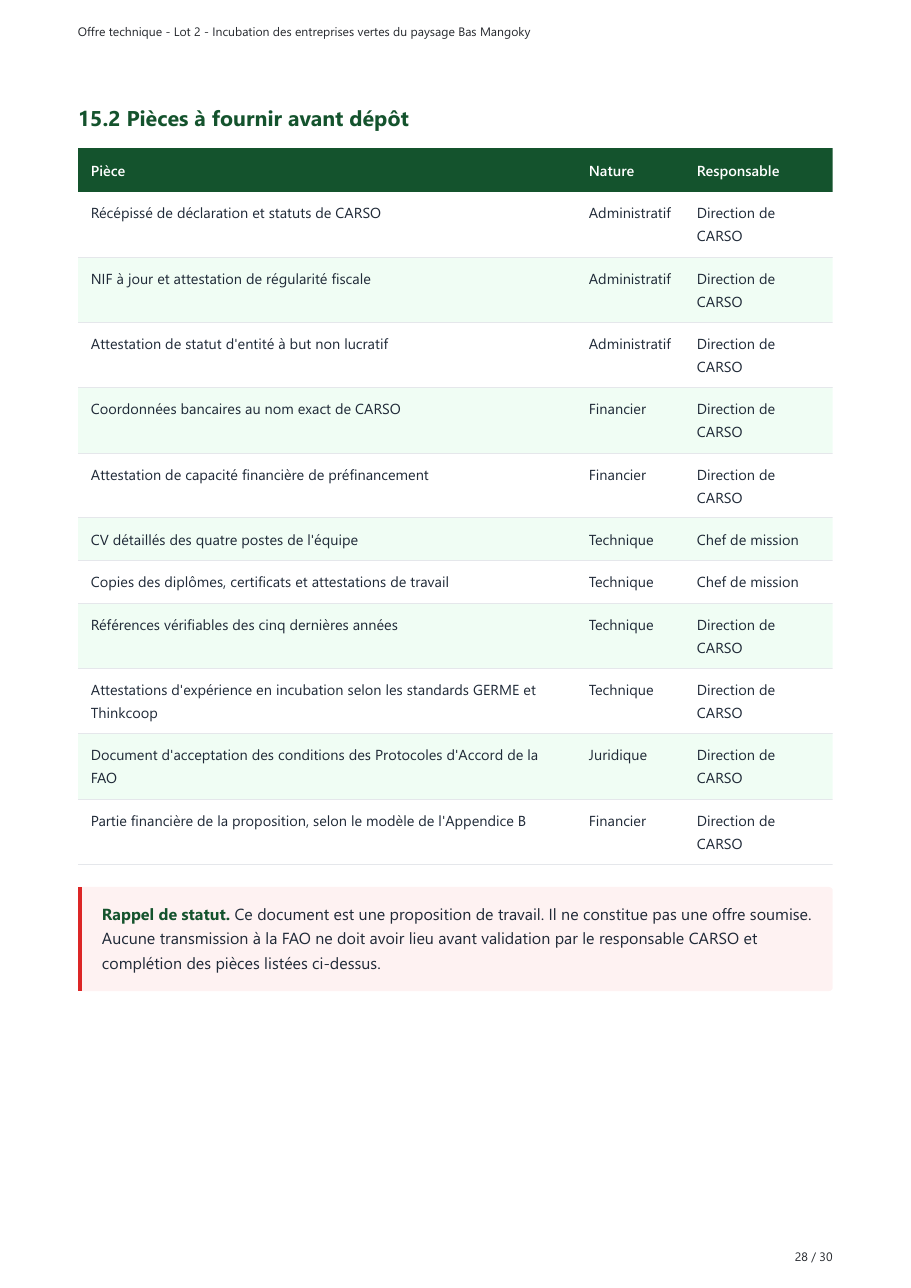 Offre technique - Lot 2 - Incubation des entreprises vertes du paysage Bas Mangoky
15.2 Pièces à fournir avant dépôt
Pièce Nature Responsable
Récépissé de déclaration et statuts de CARSO Administratif Direction de
CARSO
NIF à jour et attestation de régularité fiscale Administratif Direction de
CARSO
Attestation de statut d'entité à but non lucratif Administratif Direction de
CARSO
Coordonnées bancaires au nom exact de CARSO Financier Direction de
CARSO
Attestation de capacité financière de préfinancement Financier Direction de
CARSO
CV détaillés des quatre postes de l'équipe Technique Chef de mission
Copies des diplômes, certificats et attestations de travail Technique Chef de mission
Références vérifiables des cinq dernières années Technique Direction de
CARSO
Attestations d'expérience en incubation selon les standards GERME et Technique Direction de
Thinkcoop CARSO
Document d'acceptation des conditions des Protocoles d'Accord de la Juridique Direction de
FAO CARSO
Partie financière de la proposition, selon le modèle de l'Appendice B Financier Direction de
CARSO
Rappel de statut. Ce document est une proposition de travail. Il ne constitue pas une offre soumise.
Aucune transmission à la FAO ne doit avoir lieu avant validation par le responsable CARSO et
complétion des pièces listées ci-dessus.
28 / 30